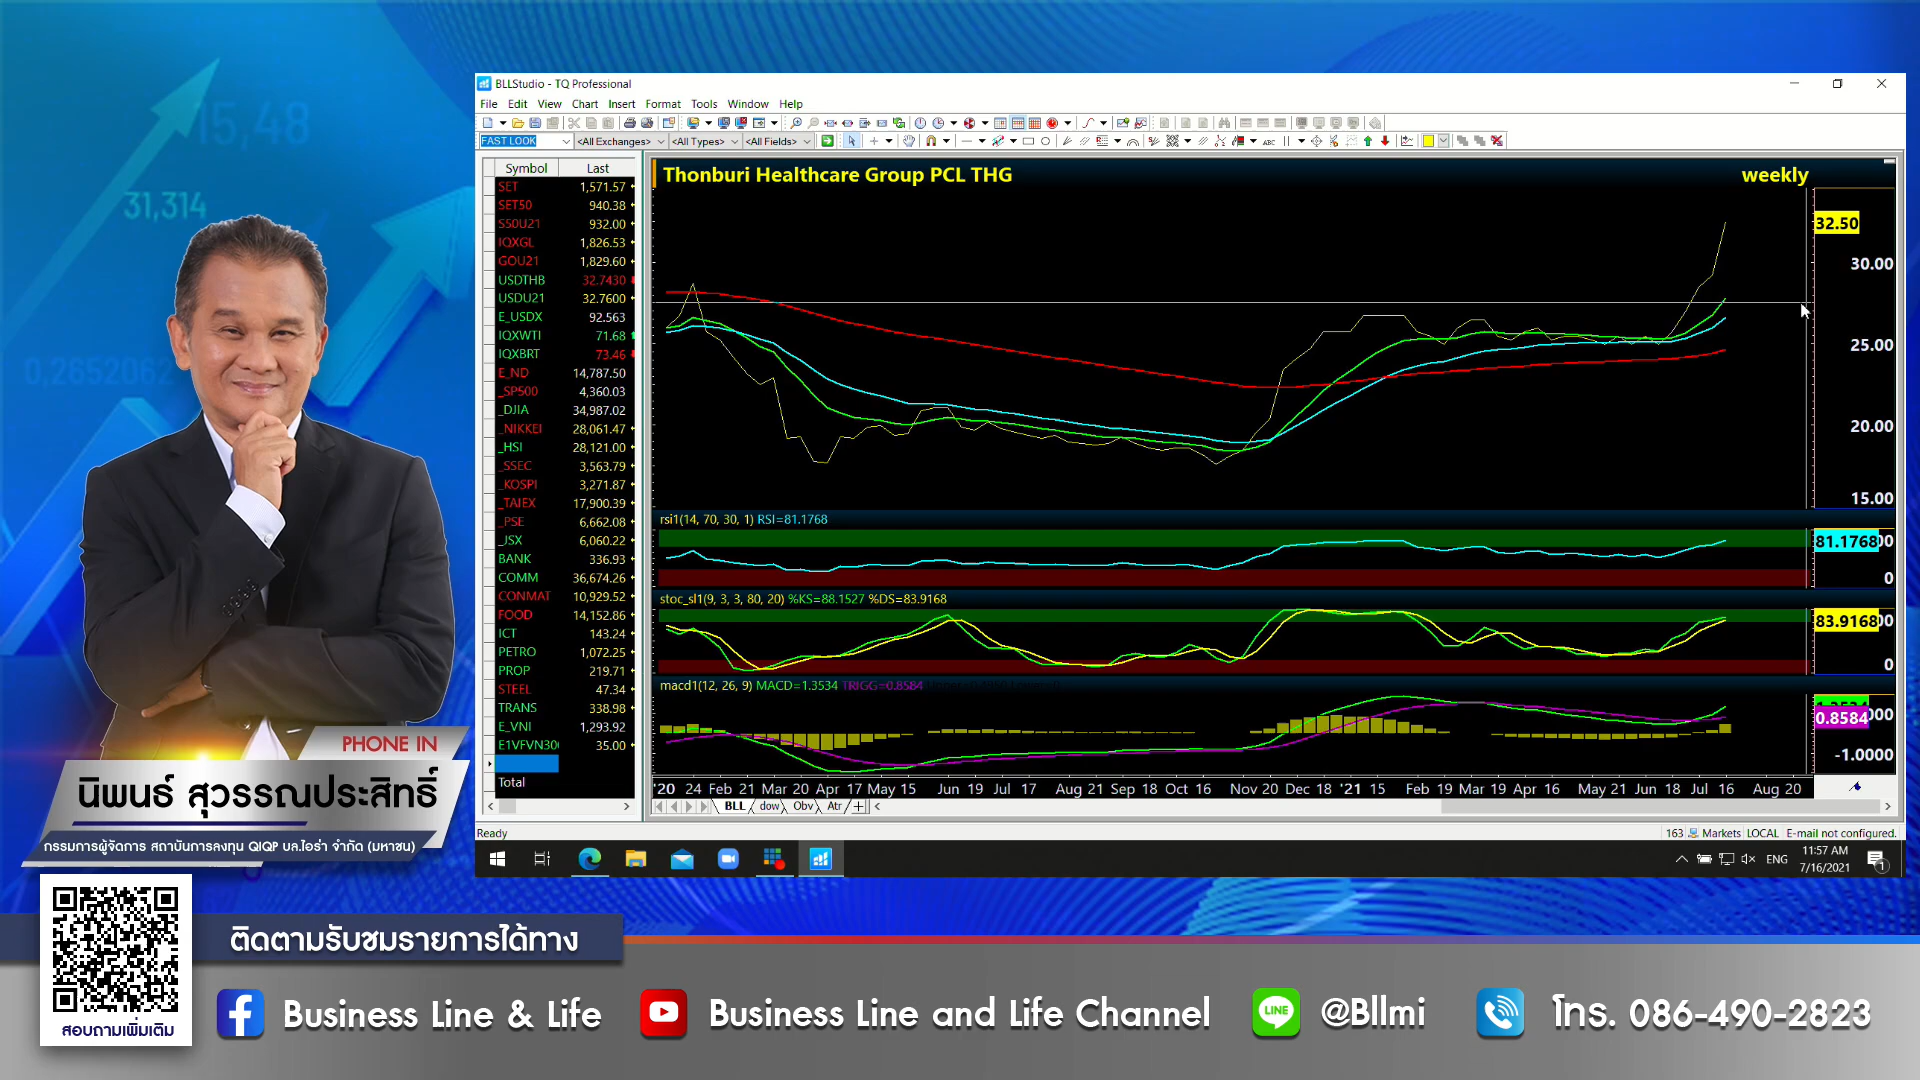 15,48
31,314
0,2652062
BLLStudio - TQ Professional
File Edit View Chart Insert Format Tools Window Help
FAST LOOK <All Exchanges> <All Types> <All Fields>
ABC
Symbol Last
SET 1,571.57
SET50 940.38
S50U21 932.00
IQXGL 1,826.53
GOU21 1,829.60
USDTHB 32.7430
USDU21 32.7600
E_USDX 92.563
IQXWTI 71.68
IQXBRT 73.46
E_ND 14,787.50
_SP500 4,360.03
_DJIA 34,987.02
_NIKKEI 28,061.47
_HSI 28,121.00
_SSEC 3,563.79
_KOSPI 3,271.87
_TAIEX 17,900.39
_PSE 6,662.08
_JSX 6,060.22
BANK 336.93
COMM 36,674.26
CONMAT 10,929.52
FOOD 14,152.86
ICT 143.24
PETRO 1,072.25
PROP 219.71
STEEL 47.34
TRANS 338.98
E_VNI 1,293.92
E1VFVN30 35.00
Total
Thonburi Healthcare Group PCL THG
weekly
32.50
30.00
25.00
20.00
15.00
rsi1(14, 70, 30, 1) RSI=81.1768
81.1768
0
stoc_sl1(9, 3, 3, 80, 20) %KS=88.1527 %DS=83.9168
83.9168
0
macd1(12, 26, 9) MACD=1.3534 TRIGG=0.8584
0.8584
-1.0000
'20 24 Feb 21 Mar 20 Apr 17 May 15 Jun 19 Jul 17 Aug 21 Sep 18 Oct 16 Nov 20 Dec 18 '21 15 Feb 19 Mar 19 Apr 16 May 21 Jun 18 Jul 16 Aug 20
BLL dow Obv Atr
Ready
163 Markets LOCAL E-mail not configured.
ENG
11:57 AM
7/16/2021
1
PHONE IN
นิพนธ์ สุวรรณประสิทธิ์
กรรมการผู้จัดการ สถาบันการลงทุน QIQP บล.ไอร่า จำกัด (มหาชน)
ติดตามรับชมรายการได้ทาง
สอบถามเพิ่มเติม
Business Line & Life
Business Line and Life Channel
LINE
@Bllmi
โทร. 086-490-2823